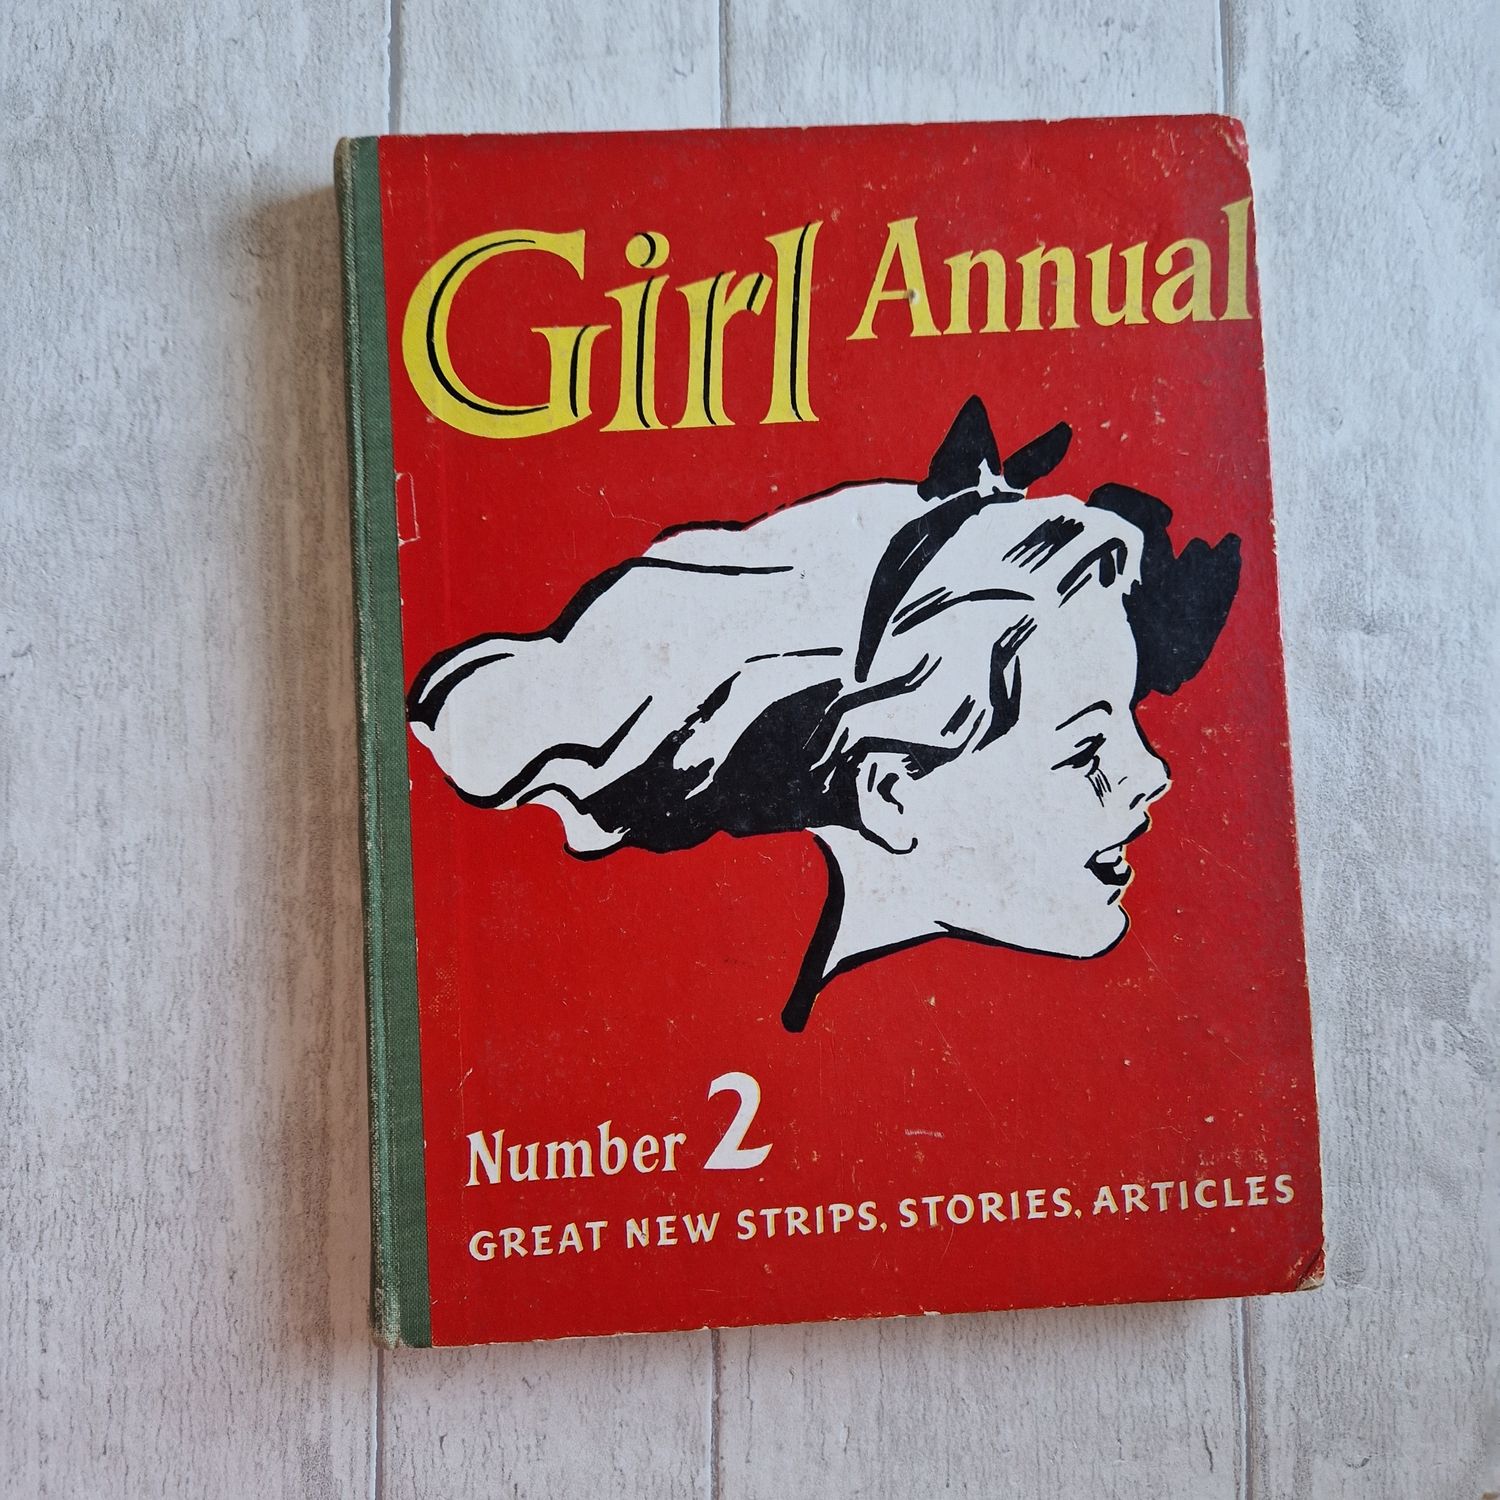 Girl Annual
Number 2
GREAT NEW STRIPS, STORIES, ARTICLES